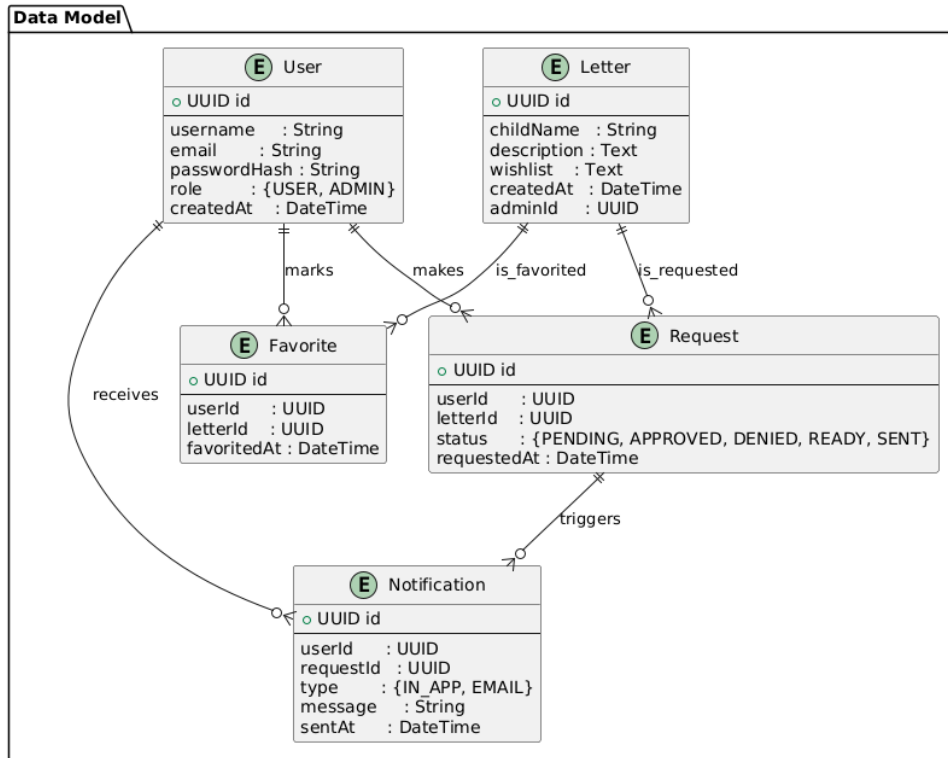 Data Model
E User
UUID id
username : String
email : String
passwordHash : String
role : {USER, ADMIN}
createdAt : DateTime
E Letter
UUID id
childName : String
description : Text
wishlist : Text
createdAt : DateTime
adminId : UUID
marks
makes
is_favorited
is_requested
E Favorite
UUID id
userId : UUID
letterId : UUID
favoritedAt : DateTime
E Request
UUID id
userId : UUID
letterId : UUID
status : {PENDING, APPROVED, DENIED, READY, SENT}
requestedAt : DateTime
receives
triggers
E Notification
UUID id
userId : UUID
requestId : UUID
type : {IN_APP, EMAIL}
message : String
sentAt : DateTime